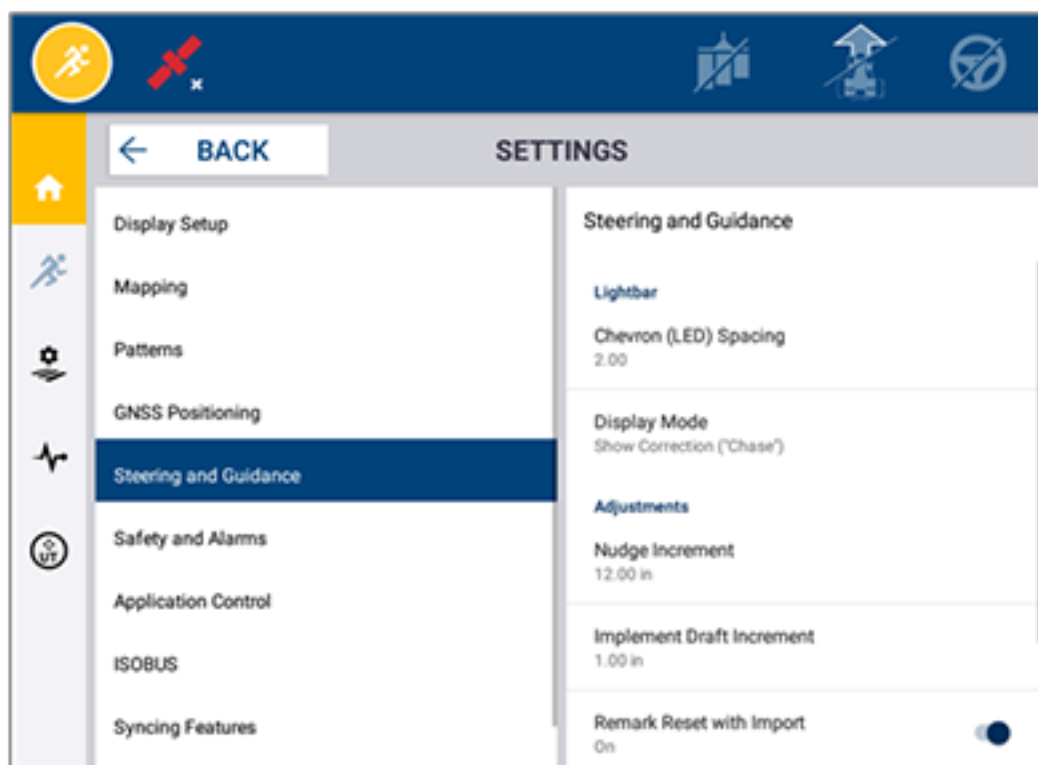 BACK
SETTINGS
Display Setup
Mapping
Patterns
GNSS Positioning
Steering and Guidance
Safety and Alarms
Application Control
ISOBUS
Syncing Features
Steering and Guidance
Lightbar
Chevron (LED) Spacing
2.00
Display Mode
Show Correction ("Chase")
Adjustments
Nudge Increment
12.00 in
Implement Draft Increment
1.00 in
Remark Reset with Import
On
UT